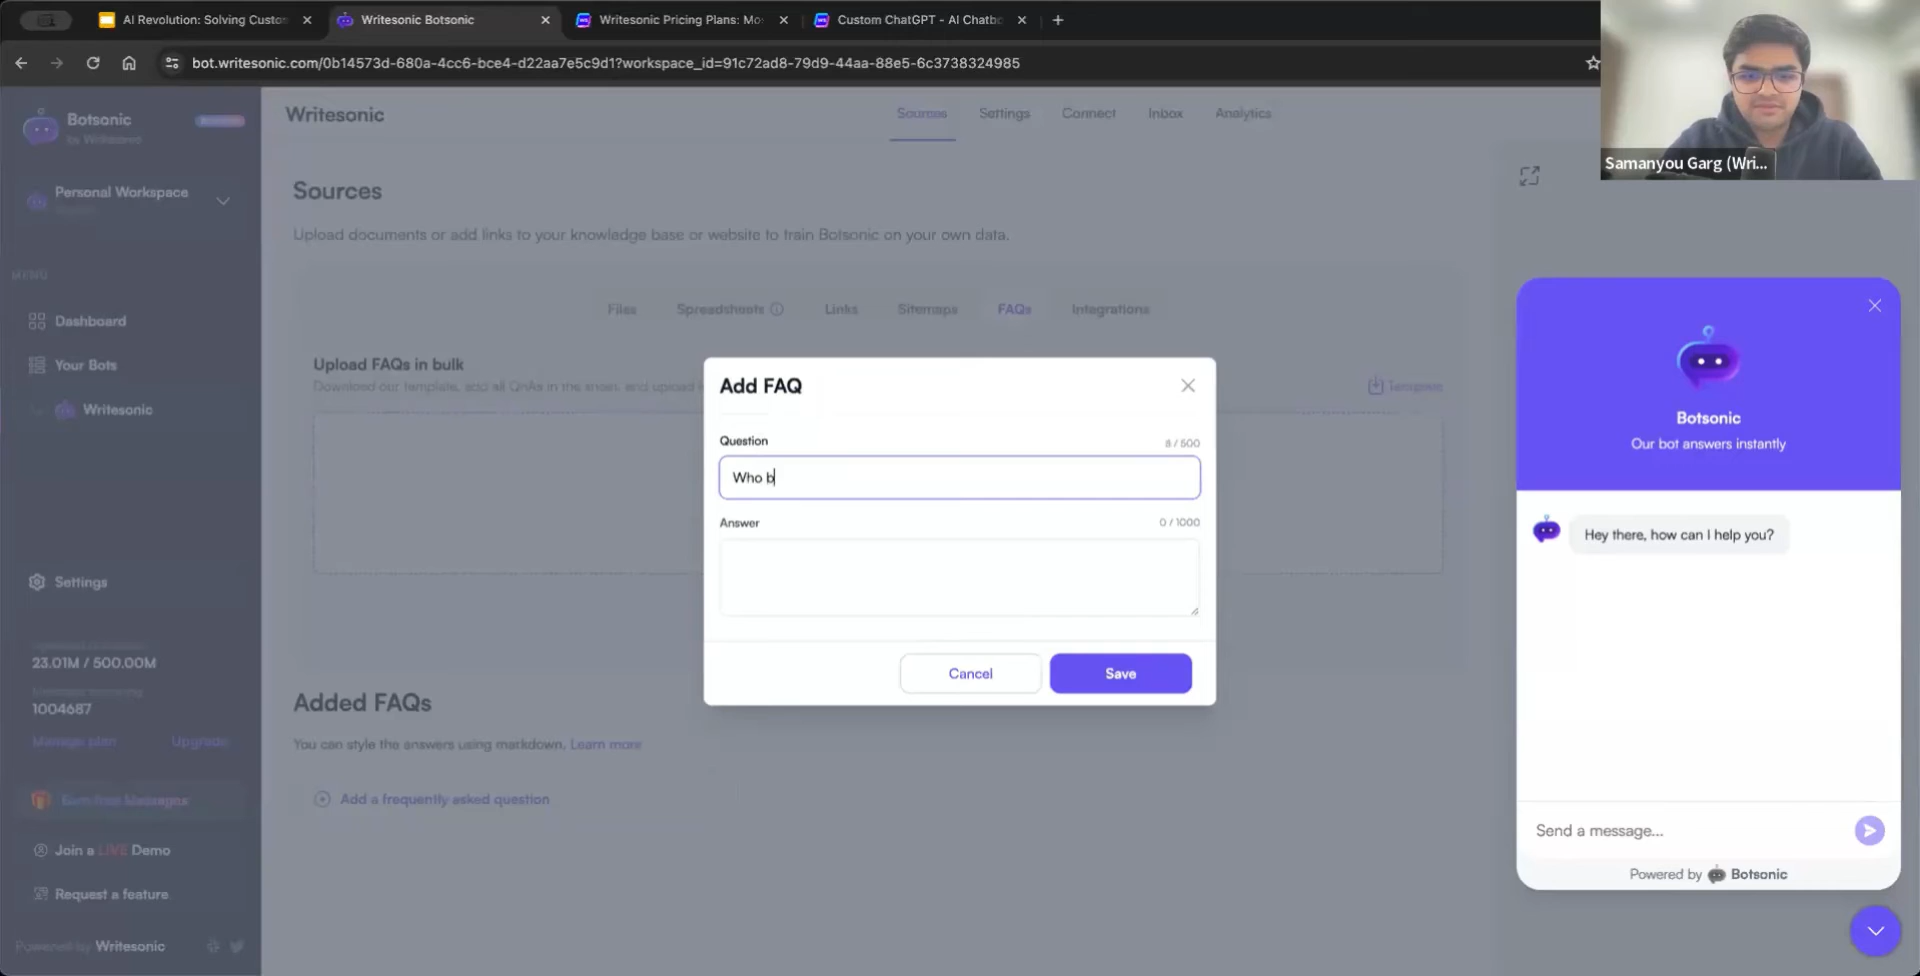 AI Revolution: Solving Custo
Writesonic Botsonic
Writesonic Pricing Plans: Mo
Custom ChatGPT - AI Chatb
bot.writesonic.com/0b14573d-680a-4cc6-bce4-d22aa7e5c9d1?workspace_id=91c72ad8-79d9-44aa-88e5-6c3738324985
Samanyou Garg (Wri...
Botsonic
by Writesonic
Writesonic
Sources
Settings
Connect
Inbox
Analytics
Personal Workspace
Sources
Upload documents or add links to your knowledge base or website to train Botsonic on your own data.
MENU
Dashboard
Your Bots
Writesonic
Settings
23.01M / 500.00M
1004687
Manage plan
Upgrade
Earn free Messages
Join a LIVE Demo
Request a feature
Powered by Writesonic
Files
Spreadsheets
Links
Sitemaps
FAQs
Integrations
Upload FAQs in bulk
Download our template, add all QnAs in the sheet, and upload
Template
Add FAQ
Question
8 / 500
Who b
Answer
0 / 1000
Cancel
Save
Added FAQs
You can style the answers using markdown. Learn more
Add a frequently asked question
Botsonic
Our bot answers instantly
Hey there, how can I help you?
Send a message...
Powered by Botsonic